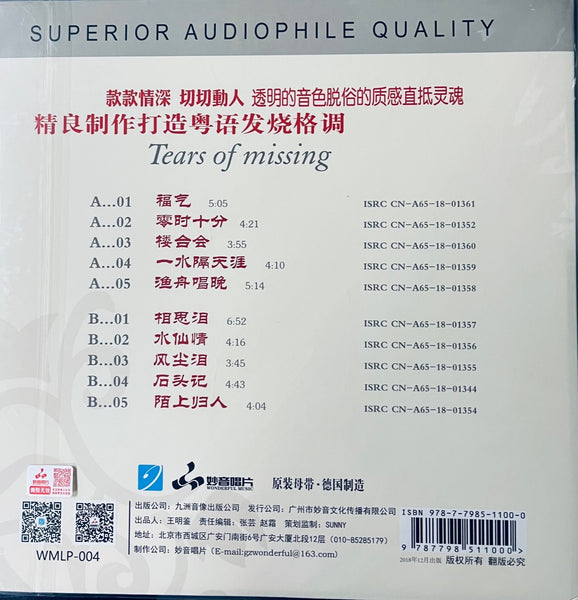 SUPERIOR AUDIOPHILE QUALITY
款款情深 切切動人 透明的音色脱俗的质感直抵灵魂
精良制作打造粤语发烧格调
Tears of missing
A...01 福气 5:05 ISRC CN-A65-18-01361
A...02 零时十分 4:21 ISRC CN-A65-18-01352
A...03 楼台会 3:55 ISRC CN-A65-18-01360
A...04 一水隔天涯 4:10 ISRC CN-A65-18-01359
A...05 渔舟唱晚 5:14 ISRC CN-A65-18-01358
B...01 相思泪 6:52 ISRC CN-A65-18-01357
B...02 水仙情 4:16 ISRC CN-A65-18-01356
B...03 风尘泪 3:45 ISRC CN-A65-18-01355
B...04 石头记 4:43 ISRC CN-A65-18-01344
B...05 陌上归人 4:04 ISRC CN-A65-18-01354
妙音唱片
WONDERFUL MUSIC
原装母带·德国制造
出版公司：九洲音像出版公司 发行公司：广州市妙音文化传播有限公司
出品人：王明鉴 责任编辑：张芸 赵霜 策划监制：SUNNY
地址：北京市西城区广安门南街6号广安大厦北附楼三层 (010-85285179)
制作公司：妙音唱片 (E-mail:gzwonderful@163.com)
WMLP-004
ISBN 978-7-7985-1100-0
9 787798 511000 >
2018年12月出版 版权所有 翻版必究